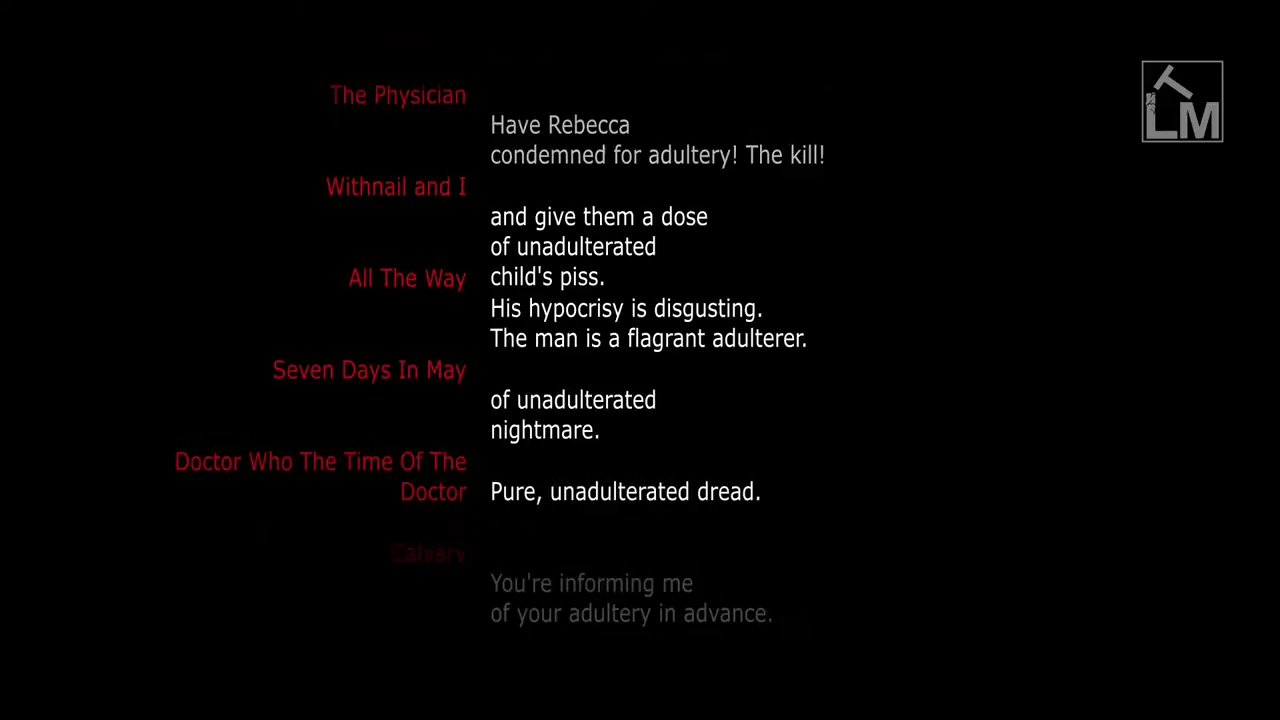 The Physician
Have Rebecca
condemned for adultery! The kill!
Withnail and I
and give them a dose
of unadulterated
All The Way
child's piss.
His hypocrisy is disgusting.
The man is a flagrant adulterer.
Seven Days In May
of unadulterated
nightmare.
Doctor Who The Time Of The
Doctor
Pure, unadulterated dread.
Calvary
You're informing me
of your adultery in advance.
LM